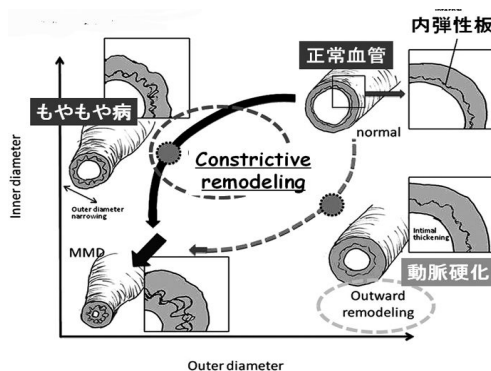 内弾性板
正常血管
もやもや病
normal
Constrictive
remodeling
Inner diameter
Outer diameter
narrowing
MMD
Intimal
thickening
動脈硬化
Outward
remodeling
Outer diameter